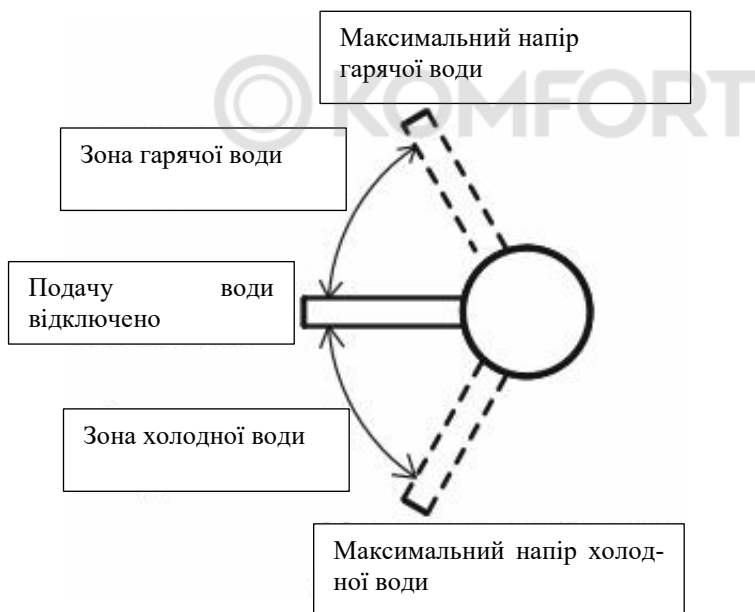 Максимальний напір
гарячої води
KOMFORT
Зона гарячої води
Подачу води
відключено
Зона холодної води
Максимальний напір холод-
ної води